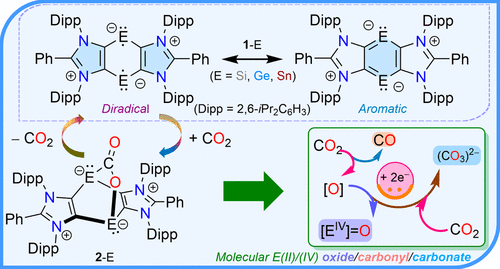 Dipp Dipp Dipp Dipp
Ë ⊖ Ë ⊖
N N 1-E N N
Ph ⊕ ⊕ Ph Ph ⊕ ⊕ Ph
N N (E = Si, Ge, Sn) N N
Ë ⊖ Ë ⊖
Dipp Dipp Dipp Dipp
Diradical (Dipp = 2,6-iPr2C6H3) Aromatic
– CO2 + CO2
O
C
Dipp ⊖ E O Dipp
N N
Ph ⊕ ⊕ Ph
N E ⊖ N
Dipp Dipp
2-E
CO2 CO (CO3)2–
[O] + 2e–
[EIV]=O CO2
Molecular E(II)/(IV) oxide/carbonyl/carbonate